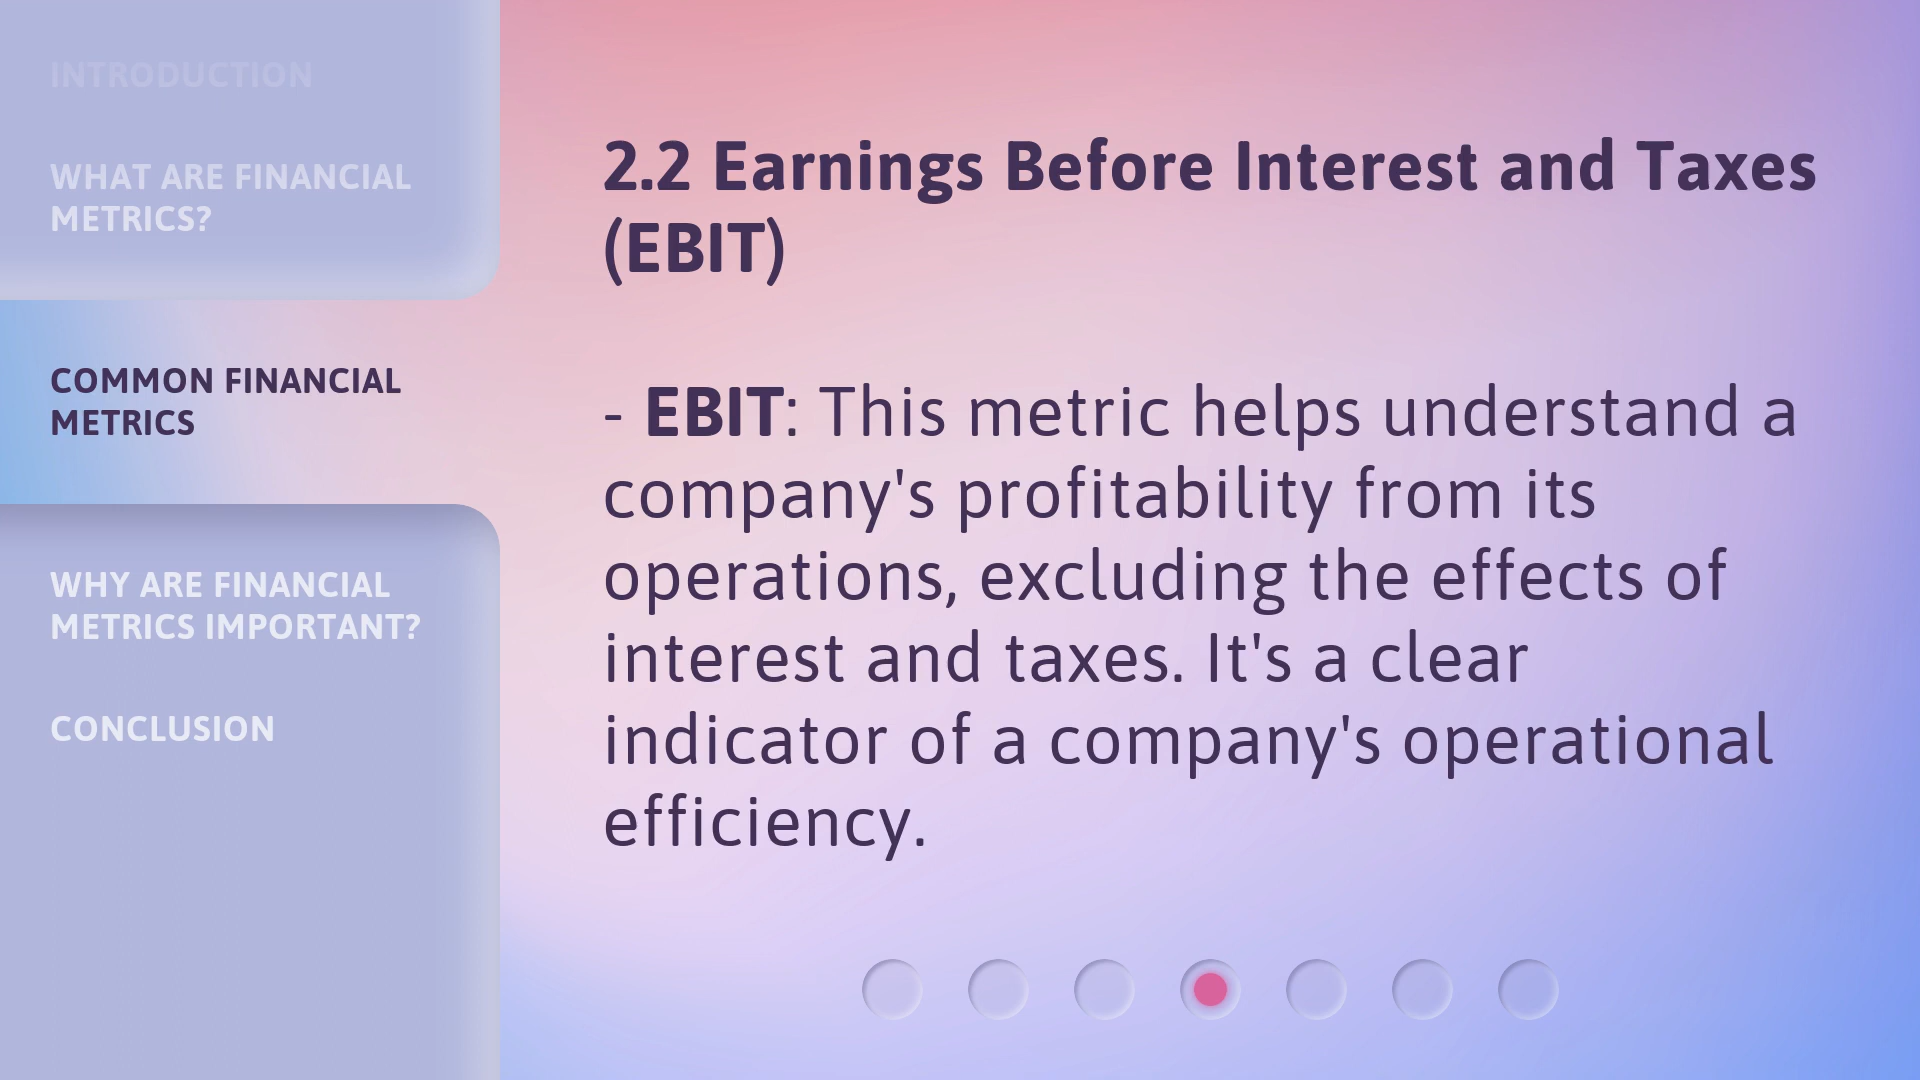 INTRODUCTION
WHAT ARE FINANCIAL
METRICS?
COMMON FINANCIAL
METRICS
WHY ARE FINANCIAL
METRICS IMPORTANT?
CONCLUSION
2.2 Earnings Before Interest and Taxes
(EBIT)
- EBIT: This metric helps understand a
company's profitability from its
operations, excluding the effects of
interest and taxes. It's a clear
indicator of a company's operational
efficiency.